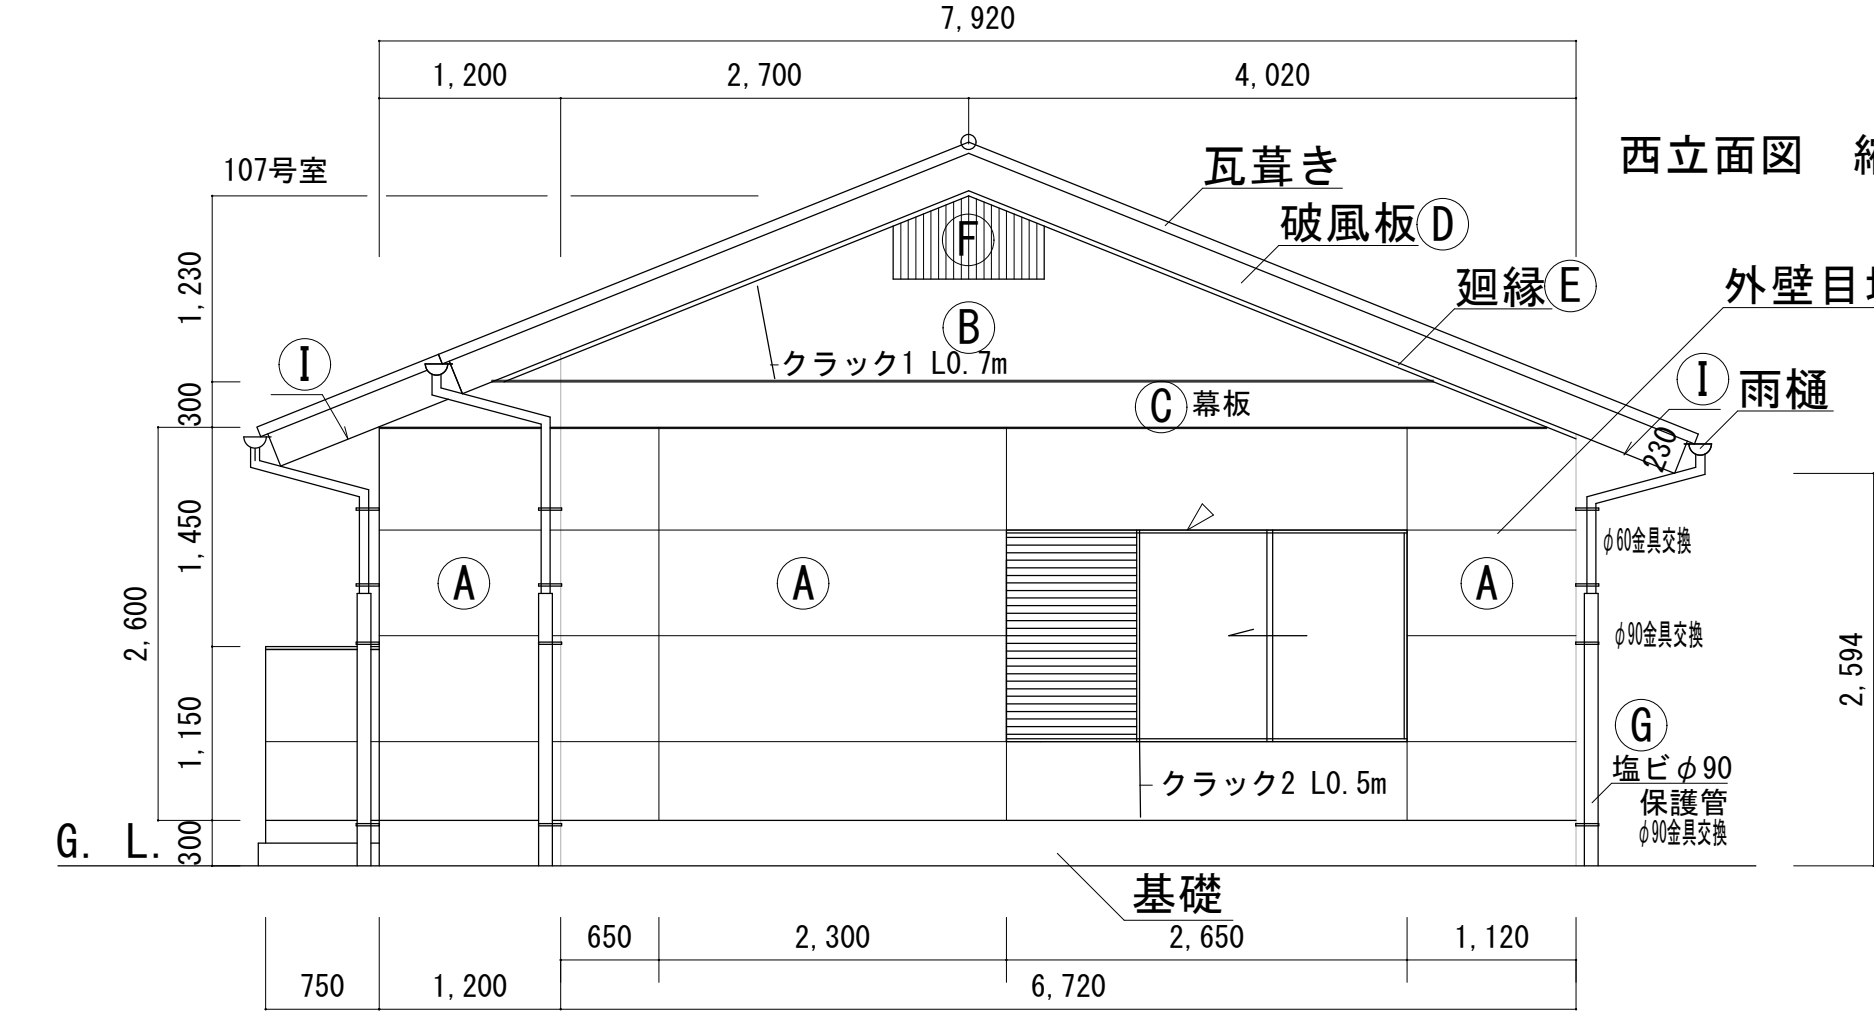 7,920
1,200
2,700
4,020
西立面図
107号室
瓦葺き
破風板 D
廻縁 E
外壁目
F
B
クラック1 L0.7m
I
I
雨樋
C 幕板
230
1,230
300
1,450
2,600
1,150
300
A
A
A
φ60金具交換
φ90金具交換
2,594
G
塩ビφ90
保護管
φ90金具交換
クラック2 L0.5m
G. L.
基礎
650
2,300
2,650
1,120
750
1,200
6,720